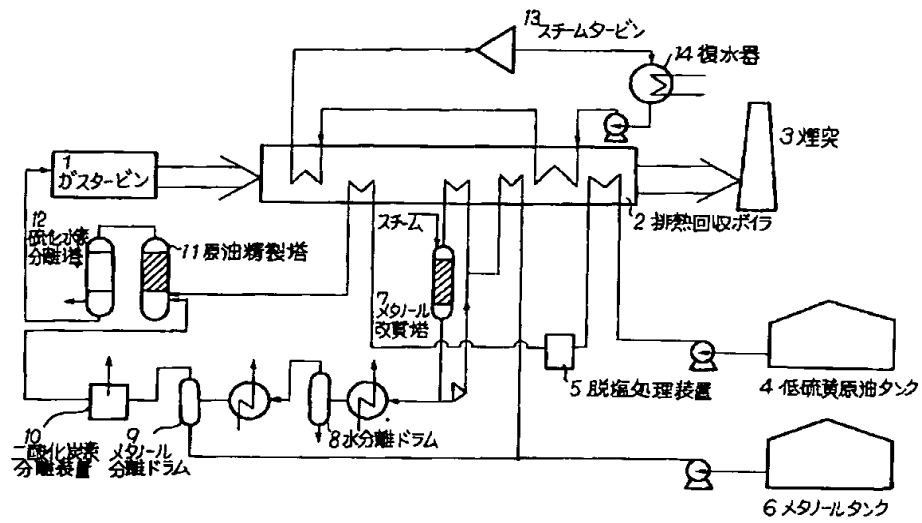 13
スチームタービン
14 復水器
3 煙突
1
ガスタービン
2 排熱回収ボイラ
12
硫化水素
分離塔
11 原油精製塔
スチーム
7
メタノール
改質塔
5 脱塩処理装置
4 低硫黄原油タンク
8 水分離ドラム
10
二酸化炭素
分離装置
9
メタノール
分離ドラム
6 メタノールタンク